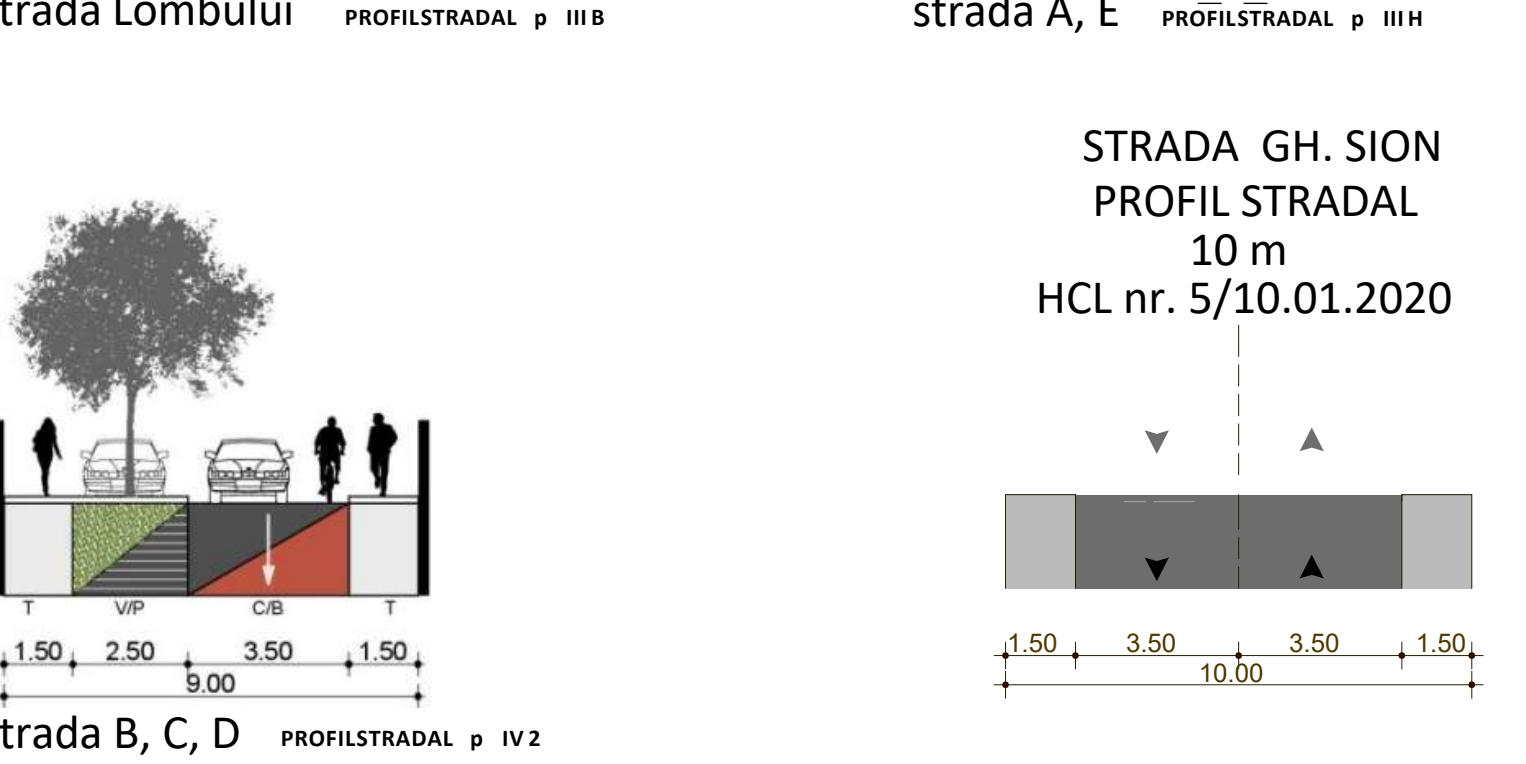 trada Lombului PROFILSTRADAL p III B
strada A, E PROFILSTRADAL p III H
STRADA GH. SION
PROFIL STRADAL
10 m
HCL nr. 5/10.01.2020
T V/P C/B T
1.50 2.50 3.50 1.50
9.00
trada B, C, D PROFILSTRADAL p IV 2
1.50 3.50 3.50 1.50
10.00